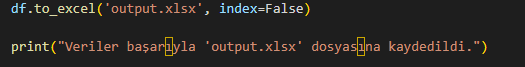 df.to_excel('output.xlsx', index=False)
print("Veriler başarıyla 'output.xlsx' dosyasına kaydedildi.")